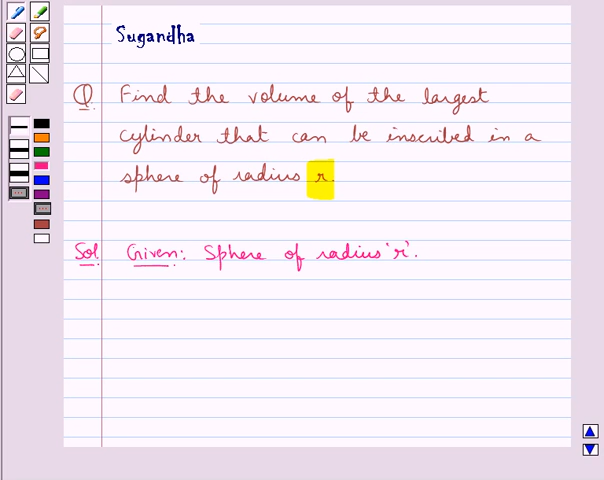 Sugandha
Q. Find the volume of the largest
cylinder that can be inscribed in a
sphere of radius r.
Sol. Given: Sphere of radius 'r'.